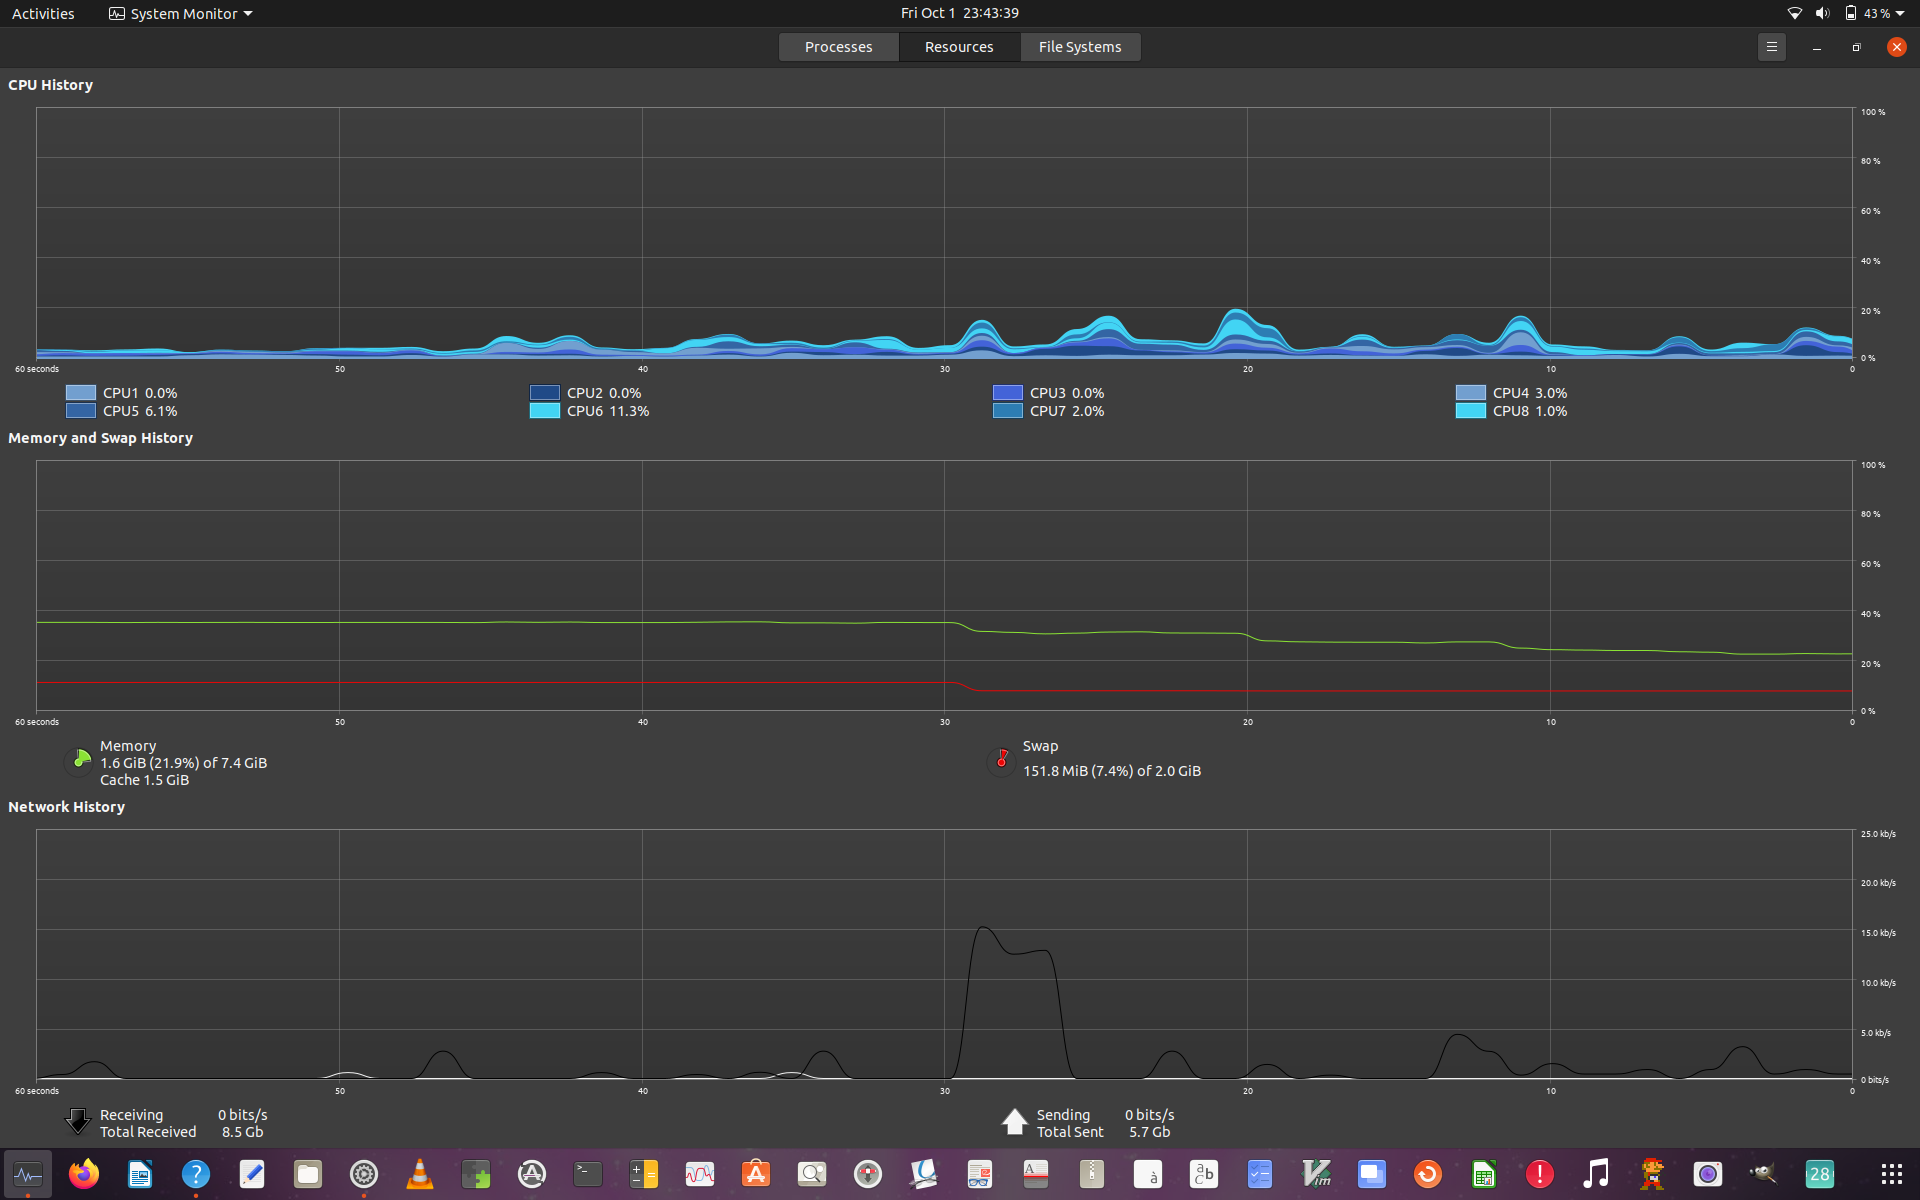 Activities
System Monitor
Fri Oct 1 23:43:39
43 %
Processes
Resources
File Systems
CPU History
100 %
80 %
60 %
40 %
20 %
0 %
60 seconds 50 40 30 20 10 0
CPU1 0.0% CPU2 0.0% CPU3 0.0% CPU4 3.0%
CPU5 6.1% CPU6 11.3% CPU7 2.0% CPU8 1.0%
Memory and Swap History
100 %
80 %
60 %
40 %
20 %
0 %
60 seconds 50 40 30 20 10 0
Memory
1.6 GiB (21.9%) of 7.4 GiB
Cache 1.5 GiB
Swap
151.8 MiB (7.4%) of 2.0 GiB
Network History
25.0 kb/s
20.0 kb/s
15.0 kb/s
10.0 kb/s
5.0 kb/s
0 bits/s
60 seconds 50 40 30 20 10 0
Receiving 0 bits/s
Total Received 8.5 Gb
Sending 0 bits/s
Total Sent 5.7 Gb
28